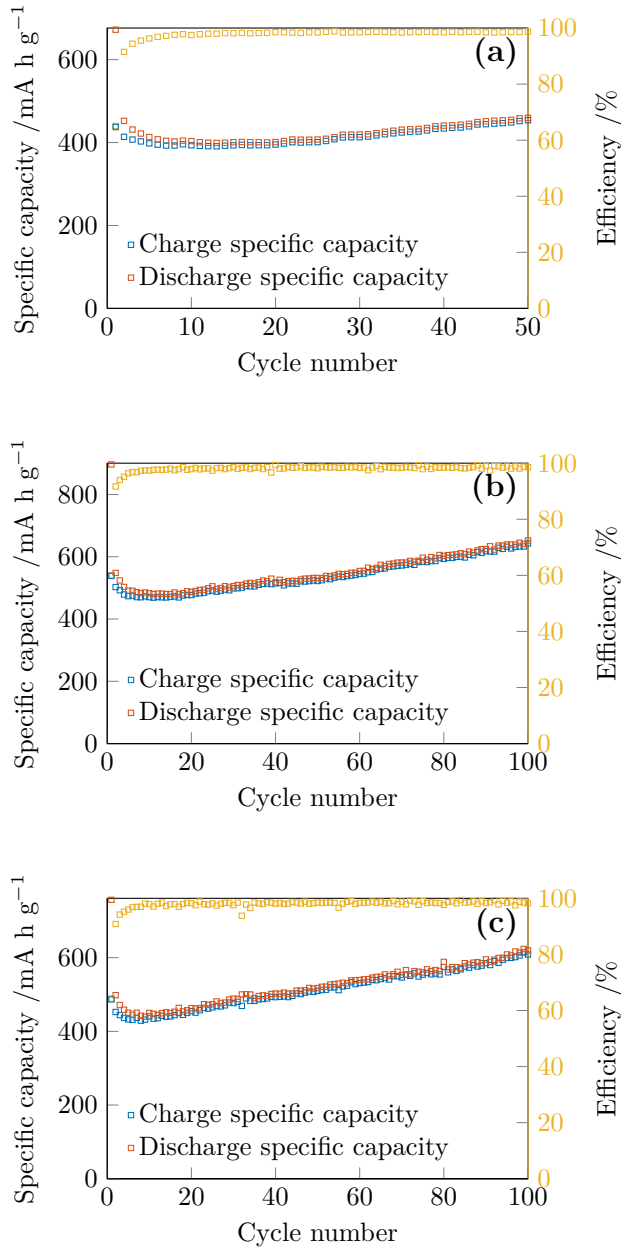 (a)
Specific capacity /mA h g⁻¹
600
400
200
0
100
80
60
40
20
0
Efficiency /%
Charge specific capacity
Discharge specific capacity
0 10 20 30 40 50
Cycle number
(b)
Specific capacity /mA h g⁻¹
800
600
400
200
0
100
80
60
40
20
0
Efficiency /%
Charge specific capacity
Discharge specific capacity
0 20 40 60 80 100
Cycle number
(c)
Specific capacity /mA h g⁻¹
600
400
200
0
100
80
60
40
20
0
Efficiency /%
Charge specific capacity
Discharge specific capacity
0 20 40 60 80 100
Cycle number